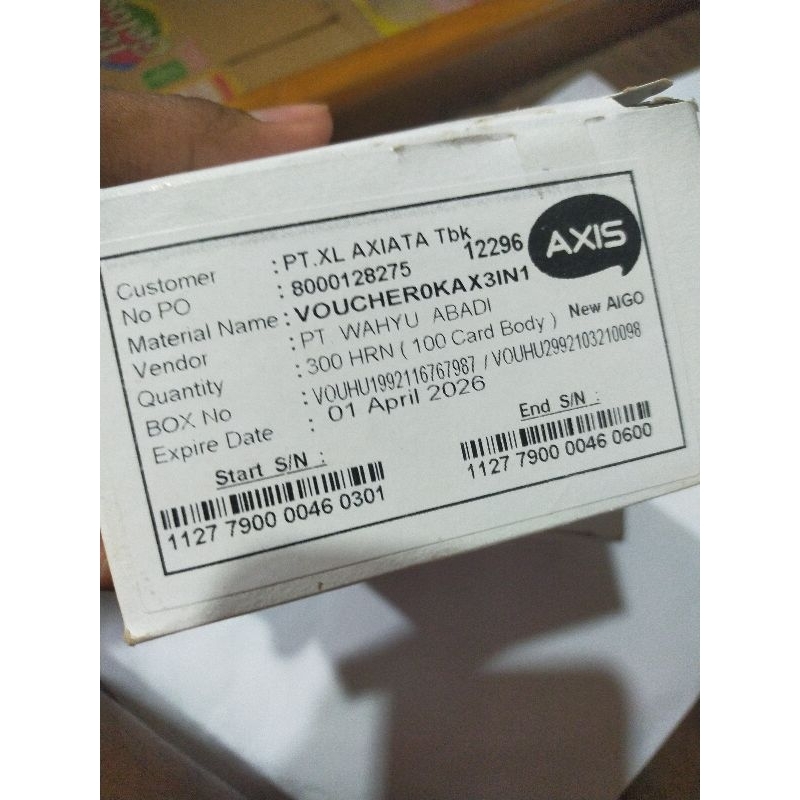 Customer : PT.XL AXIATA Tbk
No PO : 8000128275 12296
AXIS
Material Name : VOUCHER0KAX3IN1
Vendor : PT WAHYU ABADI
Quantity : 300 HRN ( 100 Card Body ) New AIGO
BOX No : VOUHU1992116767987 / VOUHU2992103210098
Expire Date : 01 April 2026
Start S/N :
1127 7900 0046 0301
End S/N :
1127 7900 0046 0600